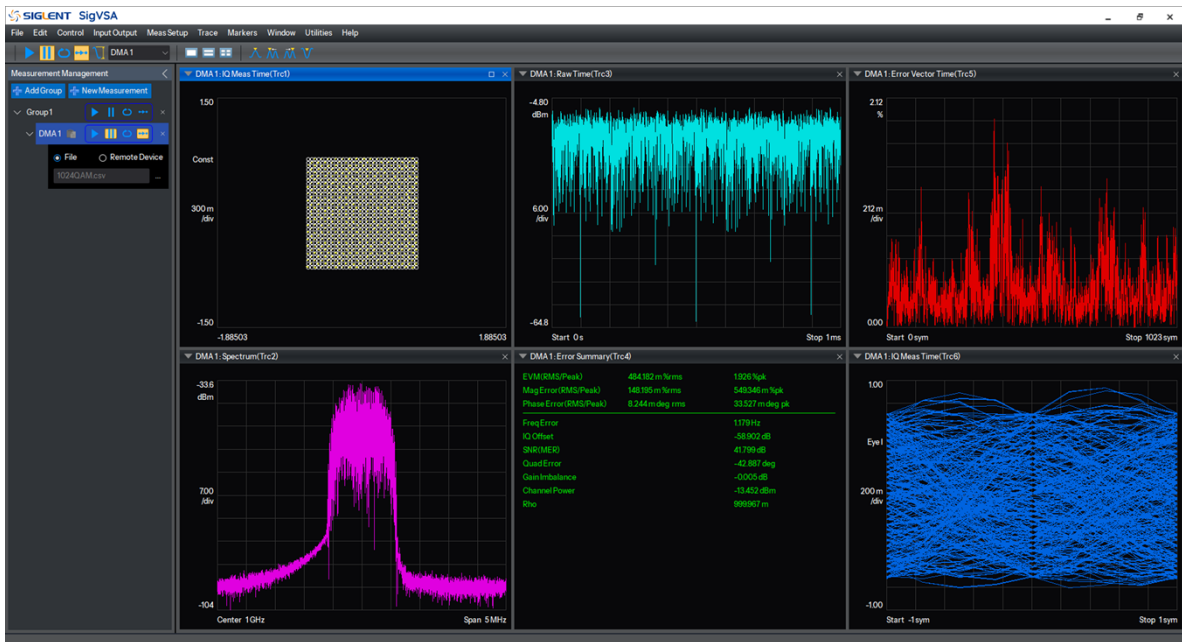 SIGLENT SigVSA
File Edit Control Input Output Meas Setup Trace Markers Window Utilities Help
DMA 1
Measurement Management
Add Group New Measurement
Group1
DMA1
File Remote Device
1024QAM.csv
...
DMA 1: IQ Meas Time(Trc1)
1.50
Const
300 m
/div
-1.50
-1.88503 1.88503
DMA 1: Raw Time(Trc3)
-4.80
dBm
6.00
/div
-64.8
Start 0 s Stop 1 ms
DMA 1: Error Vector Time(Trc5)
2.12
%
212 m
/div
0.00
Start 0 sym Stop 1023 sym
DMA 1: Spectrum(Trc2)
-33.6
dBm
7.00
/div
-104
Center 1 GHz Span 5 MHz
DMA 1: Error Summary(Trc4)
EVM(RMS/Peak) 484.182 m %rms 1.926 %pk
Mag Error(RMS/Peak) 148.195 m %rms 549.346 m %pk
Phase Error(RMS/Peak) 8.244 m deg rms 33.527 m deg pk
Freq Error 1.179 Hz
IQ Offset -58.902 dB
SNR(MER) 41.799 dB
Quad Error -42.887 deg
Gain Imbalance -0.005 dB
Channel Power -13.452 dBm
Rho 999.967 m
DMA 1: IQ Meas Time(Trc6)
1.00
Eye I
200 m
/div
-1.00
Start -1 sym Stop 1 sym